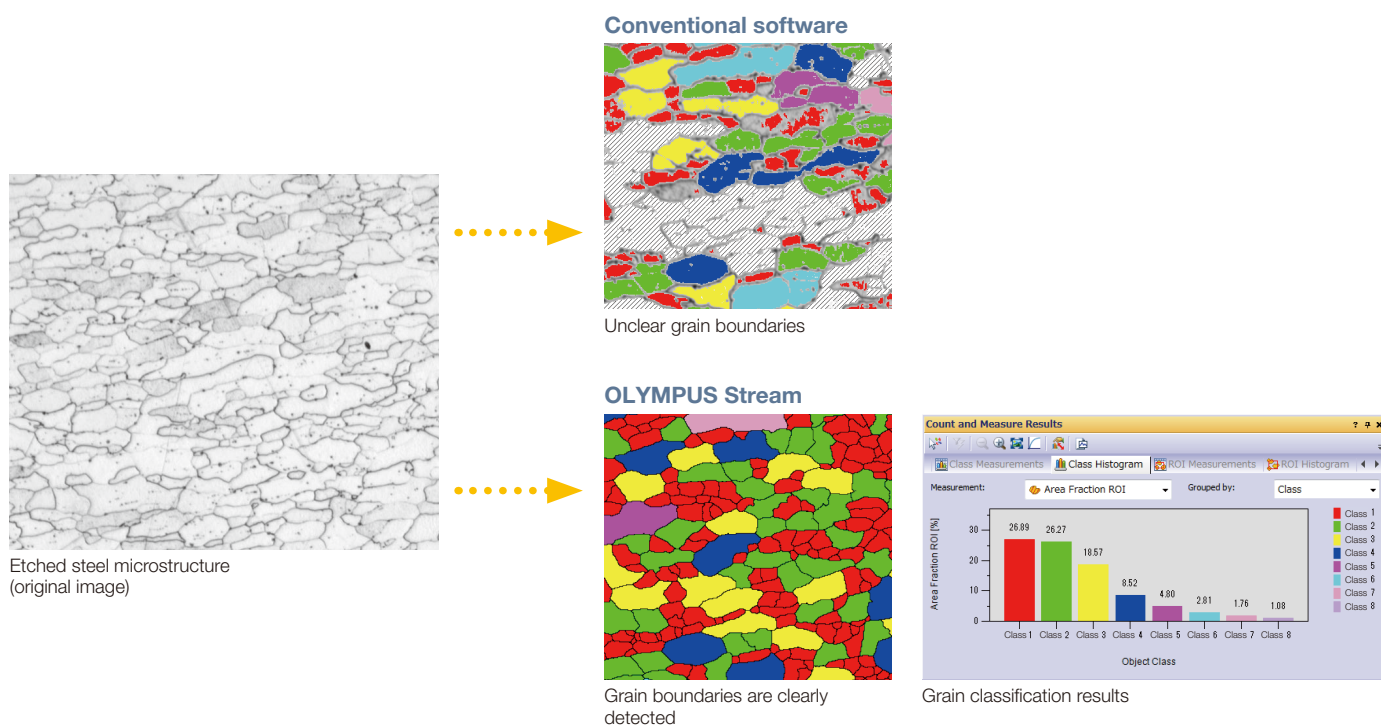 Conventional software
Unclear grain boundaries
Etched steel microstructure
(original image)
OLYMPUS Stream
Grain boundaries are clearly
detected
Count and Measure Results
Class Measurements Class Histogram ROI Measurements ROI Histogram
Measurement: Area Fraction ROI Grouped by: Class
Area Fraction ROI [%]
30
20
10
0
26.89 26.27 18.57 8.52 4.80 2.81 1.76 1.08
Class 1 Class 2 Class 3 Class 4 Class 5 Class 6 Class 7 Class 8
Object Class
Class 1
Class 2
Class 3
Class 4
Class 5
Class 6
Class 7
Class 8
Grain classification results